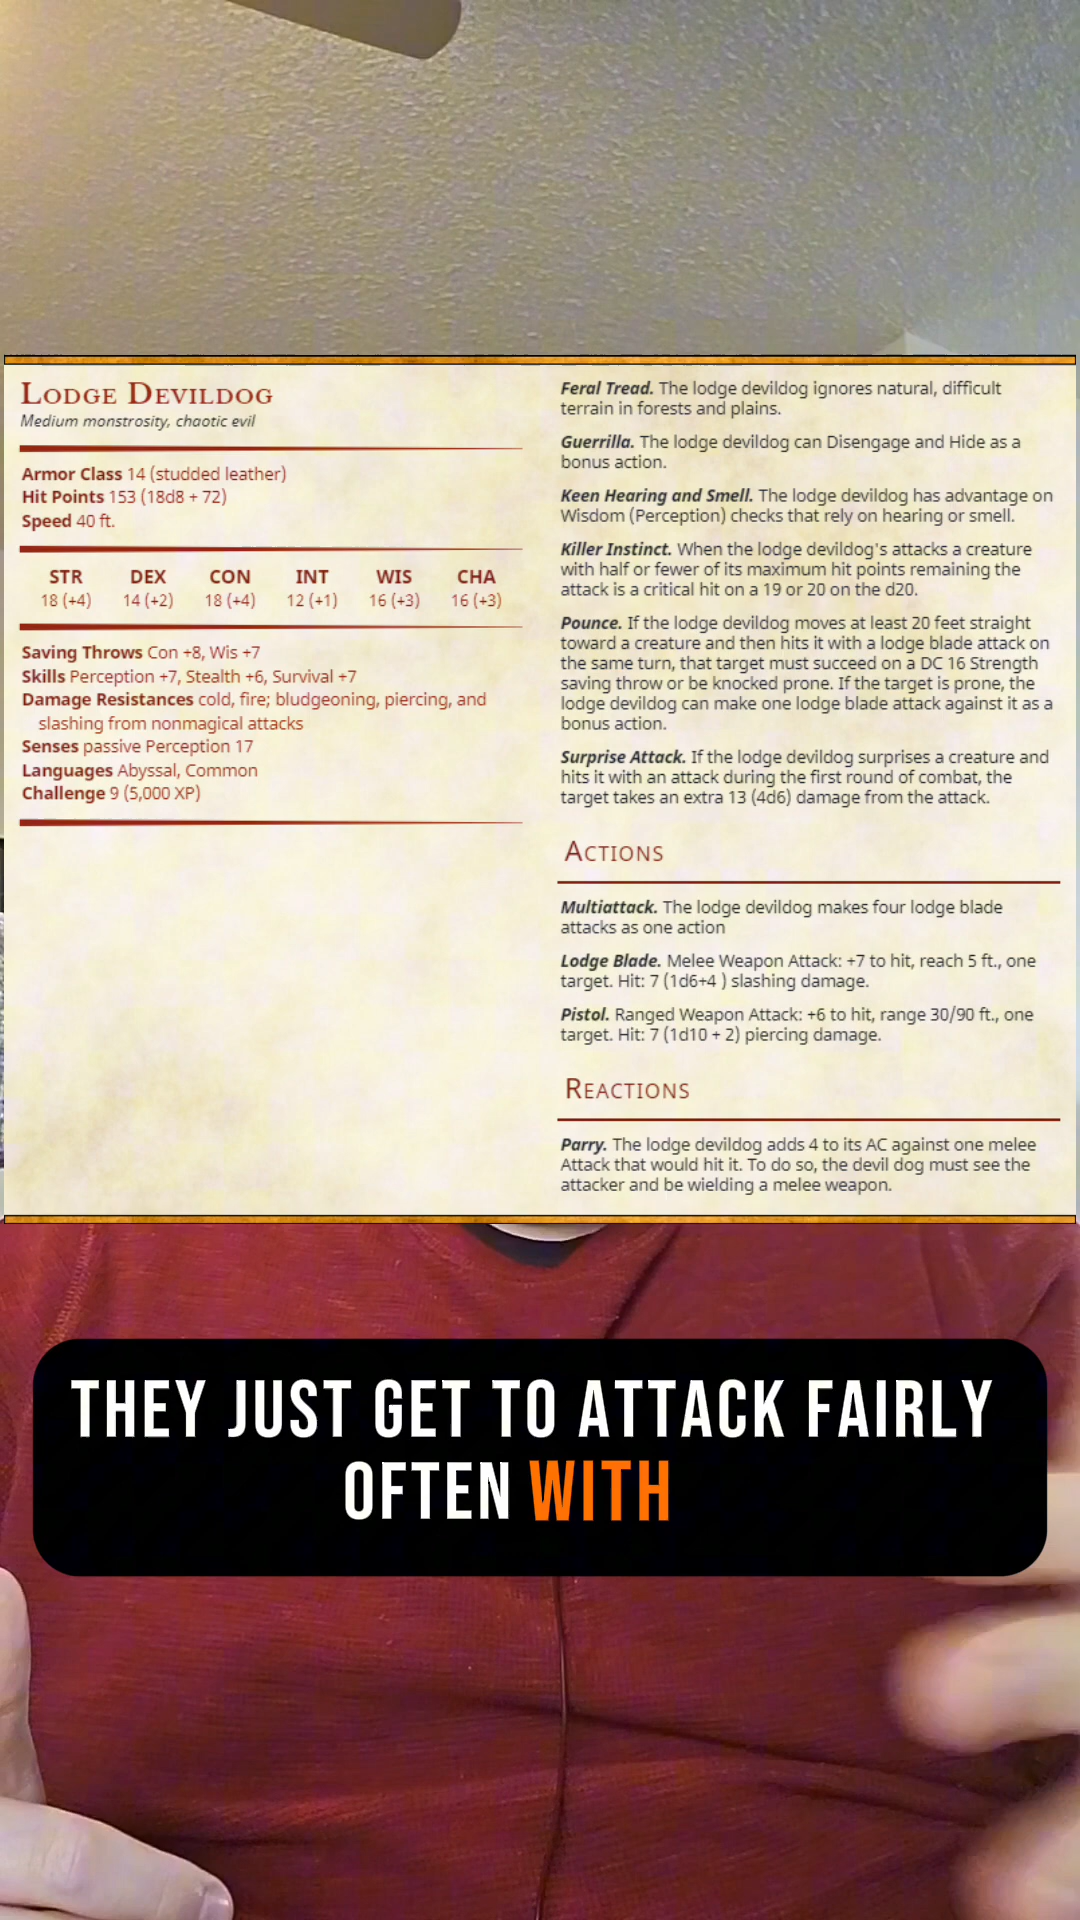 Lodge Devildog
Medium monstrosity, chaotic evil
Armor Class 14 (studded leather)
Hit Points 153 (18d8 + 72)
Speed 40 ft.
STR DEX CON INT WIS CHA
18 (+4) 14 (+2) 18 (+4) 12 (+1) 16 (+3) 16 (+3)
Saving Throws Con +8, Wis +7
Skills Perception +7, Stealth +6, Survival +7
Damage Resistances cold, fire; bludgeoning, piercing, and
slashing from nonmagical attacks
Senses passive Perception 17
Languages Abyssal, Common
Challenge 9 (5,000 XP)
Feral Tread. The lodge devildog ignores natural, difficult
terrain in forests and plains.
Guerrilla. The lodge devildog can Disengage and Hide as a
bonus action.
Keen Hearing and Smell. The lodge devildog has advantage on
Wisdom (Perception) checks that rely on hearing or smell.
Killer Instinct. When the lodge devildog's attacks a creature
with half or fewer of its maximum hit points remaining the
attack is a critical hit on a 19 or 20 on the d20.
Pounce. If the lodge devildog moves at least 20 feet straight
toward a creature and then hits it with a lodge blade attack on
the same turn, that target must succeed on a DC 16 Strength
saving throw or be knocked prone. If the target is prone, the
lodge devildog can make one lodge blade attack against it as a
bonus action.
Surprise Attack. If the lodge devildog surprises a creature and
hits it with an attack during the first round of combat, the
target takes an extra 13 (4d6) damage from the attack.
Actions
Multiattack. The lodge devildog makes four lodge blade
attacks as one action
Lodge Blade. Melee Weapon Attack: +7 to hit, reach 5 ft., one
target. Hit: 7 (1d6+4 ) slashing damage.
Pistol. Ranged Weapon Attack: +6 to hit, range 30/90 ft., one
target. Hit: 7 (1d10 + 2) piercing damage.
Reactions
Parry. The lodge devildog adds 4 to its AC against one melee
Attack that would hit it. To do so, the devil dog must see the
attacker and be wielding a melee weapon.
THEY JUST GET TO ATTACK FAIRLY
OFTEN WITH